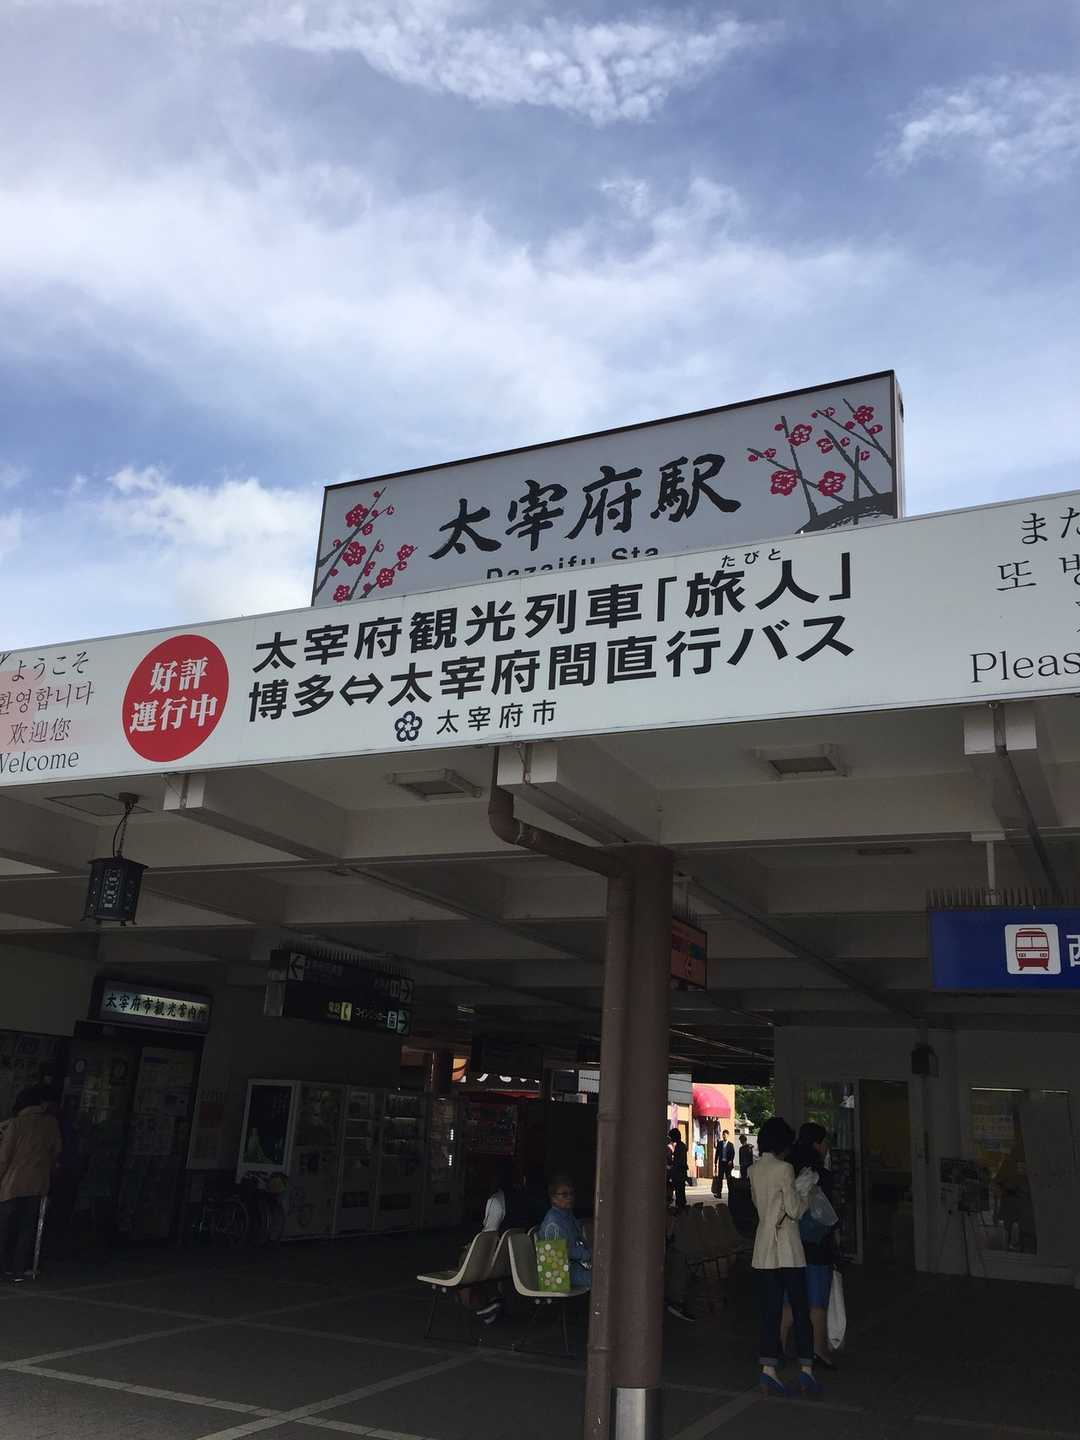 太宰府駅
Dazaifu Sta
ようこそ
환영합니다
欢迎您
Welcome
好評
運行中
たびと
太宰府観光列車「旅人」
博多⇔太宰府間直行バス
太宰府市
また
또
Pleas
太宰府市観光案内所
西